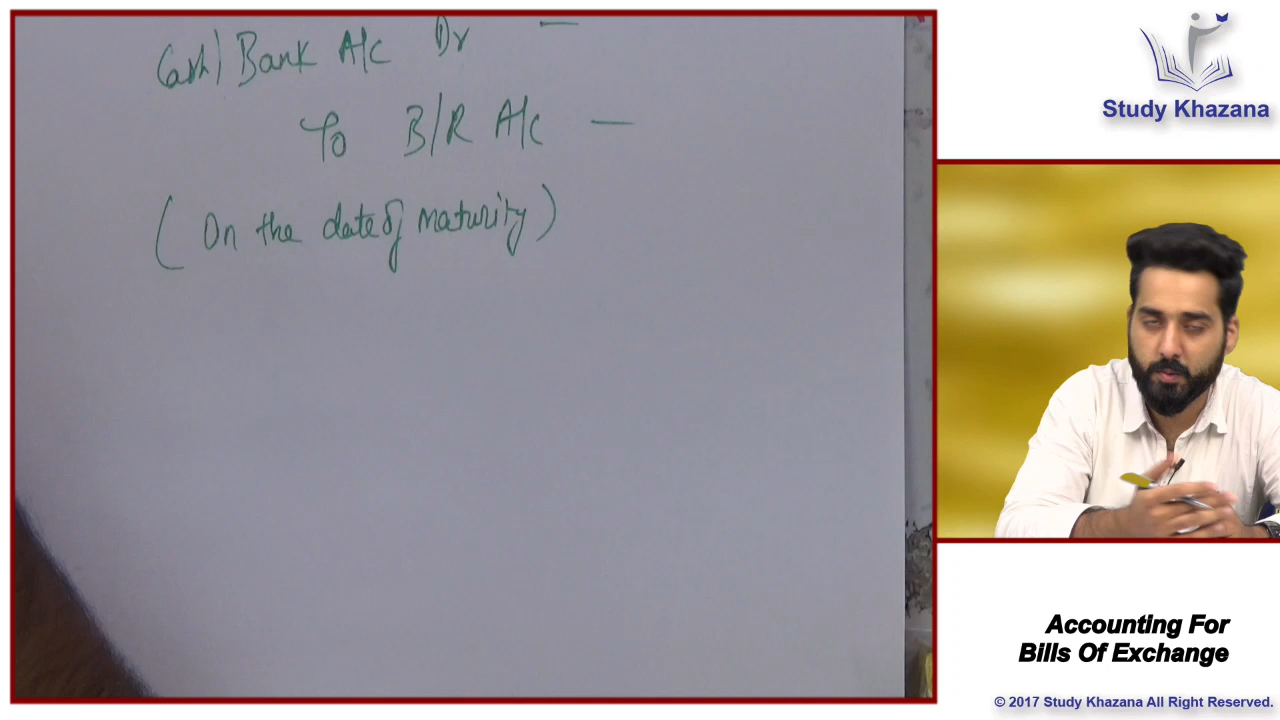 Cash/Bank A/c Dr —
To B/R A/c —
(On the date of maturity)
Study Khazana
Accounting For
Bills Of Exchange
© 2017 Study Khazana All Right Reserved.